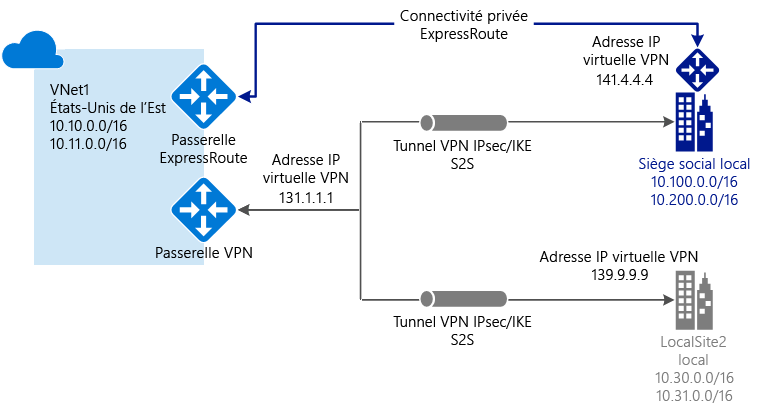 Connectivité privée
ExpressRoute
Adresse IP
virtuelle VPN
141.4.4.4
VNet1
États-Unis de l’Est
10.10.0.0/16
10.11.0.0/16
Passerelle
ExpressRoute
Adresse IP
virtuelle VPN
131.1.1.1
Tunnel VPN IPsec/IKE
S2S
Siège social local
10.100.0.0/16
10.200.0.0/16
Passerelle VPN
Adresse IP virtuelle VPN
139.9.9.9
Tunnel VPN IPsec/IKE
S2S
LocalSite2
local
10.30.0.0/16
10.31.0.0/16